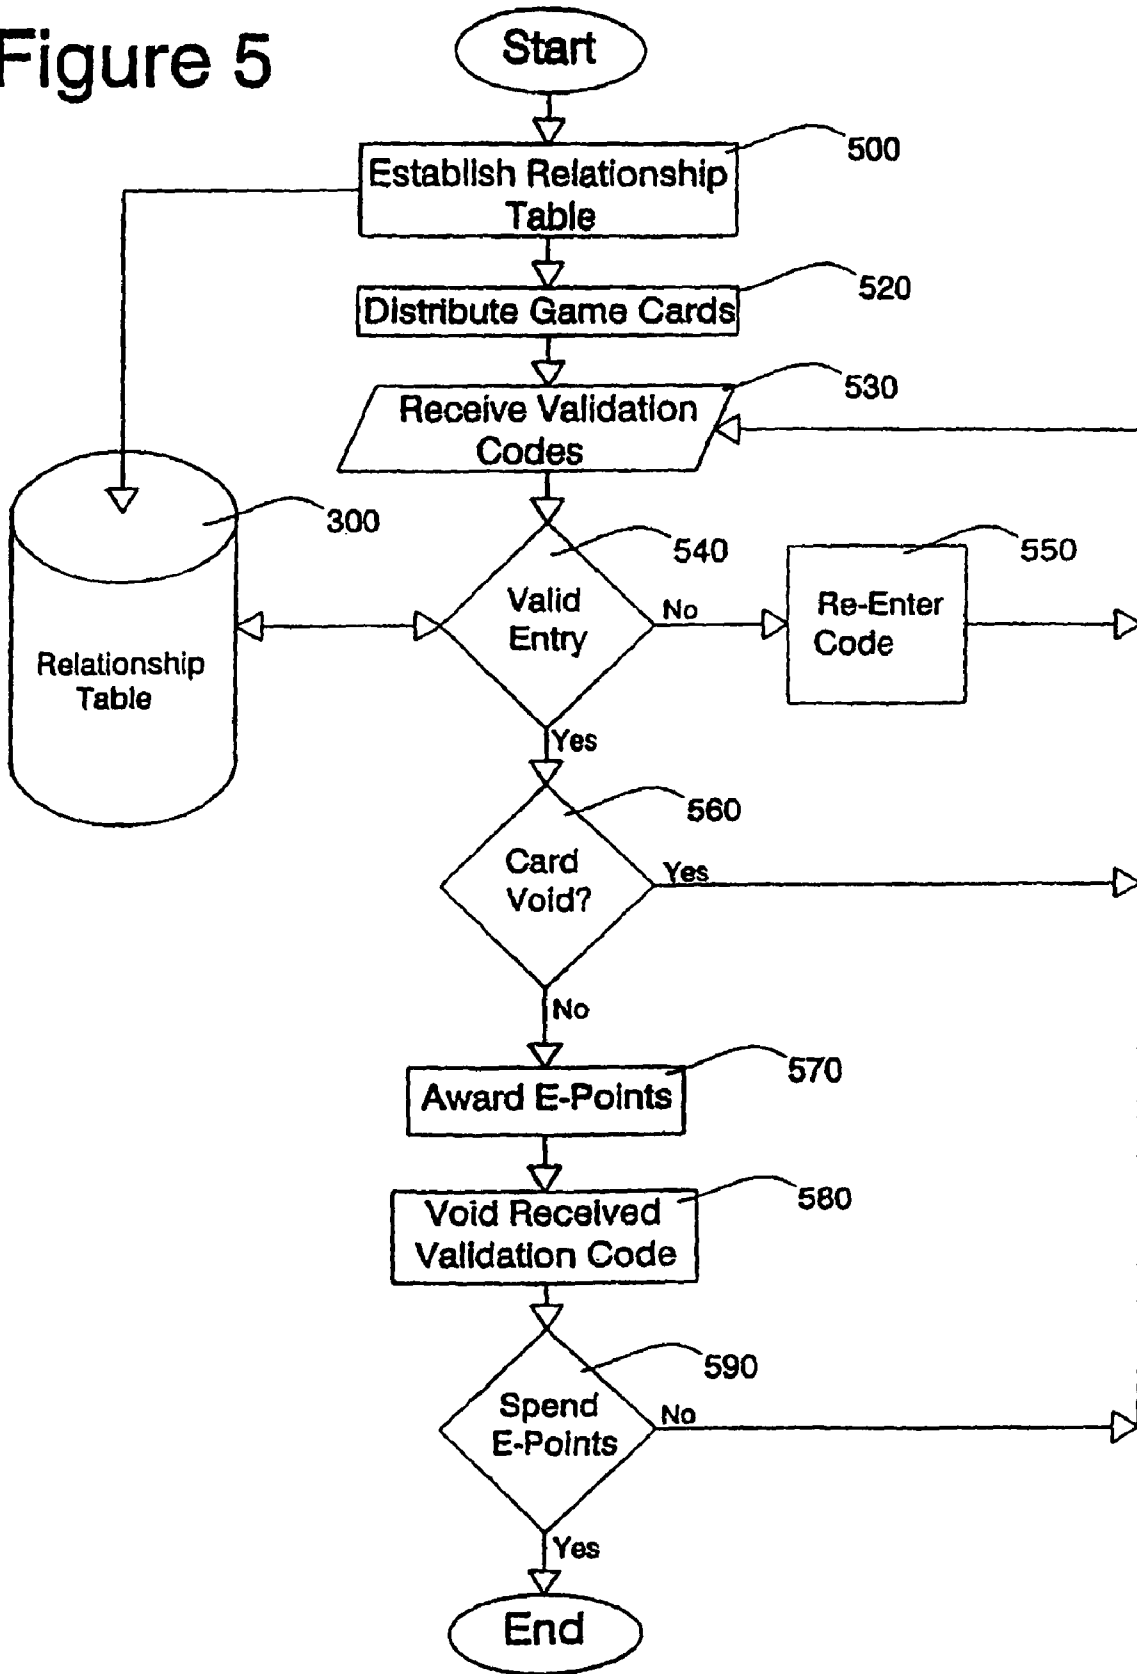 Figure 5
Start
500
Establish Relationship
Table
520
Distribute Game Cards
530
Receive Validation
Codes
300
Relationship
Table
540
Valid
Entry
No
550
Re-Enter
Code
Yes
560
Card
Void?
Yes
No
570
Award E-Points
580
Void Received
Validation Code
590
Spend
E-Points
No
Yes
End